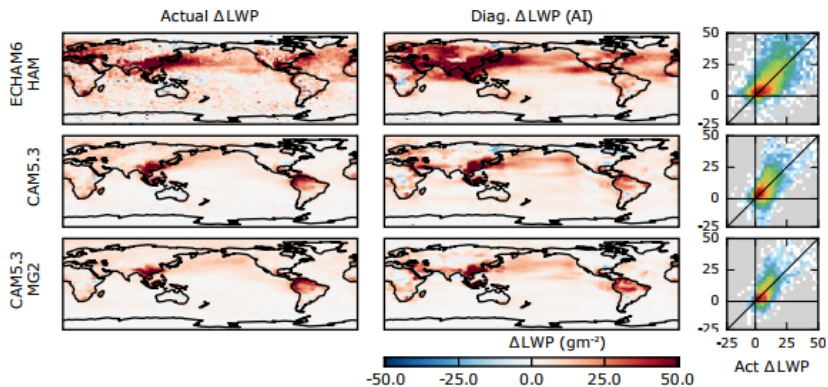 Actual ΔLWP
Diag. ΔLWP (AI)
ECHAM6
HAM
50
25
0
-25
CAM5.3
50
25
0
-25
CAM5.3
MG2
50
25
0
-25
-25 0 25 50
Act ΔLWP
ΔLWP (gm⁻²)
-50.0 -25.0 0.0 25.0 50.0